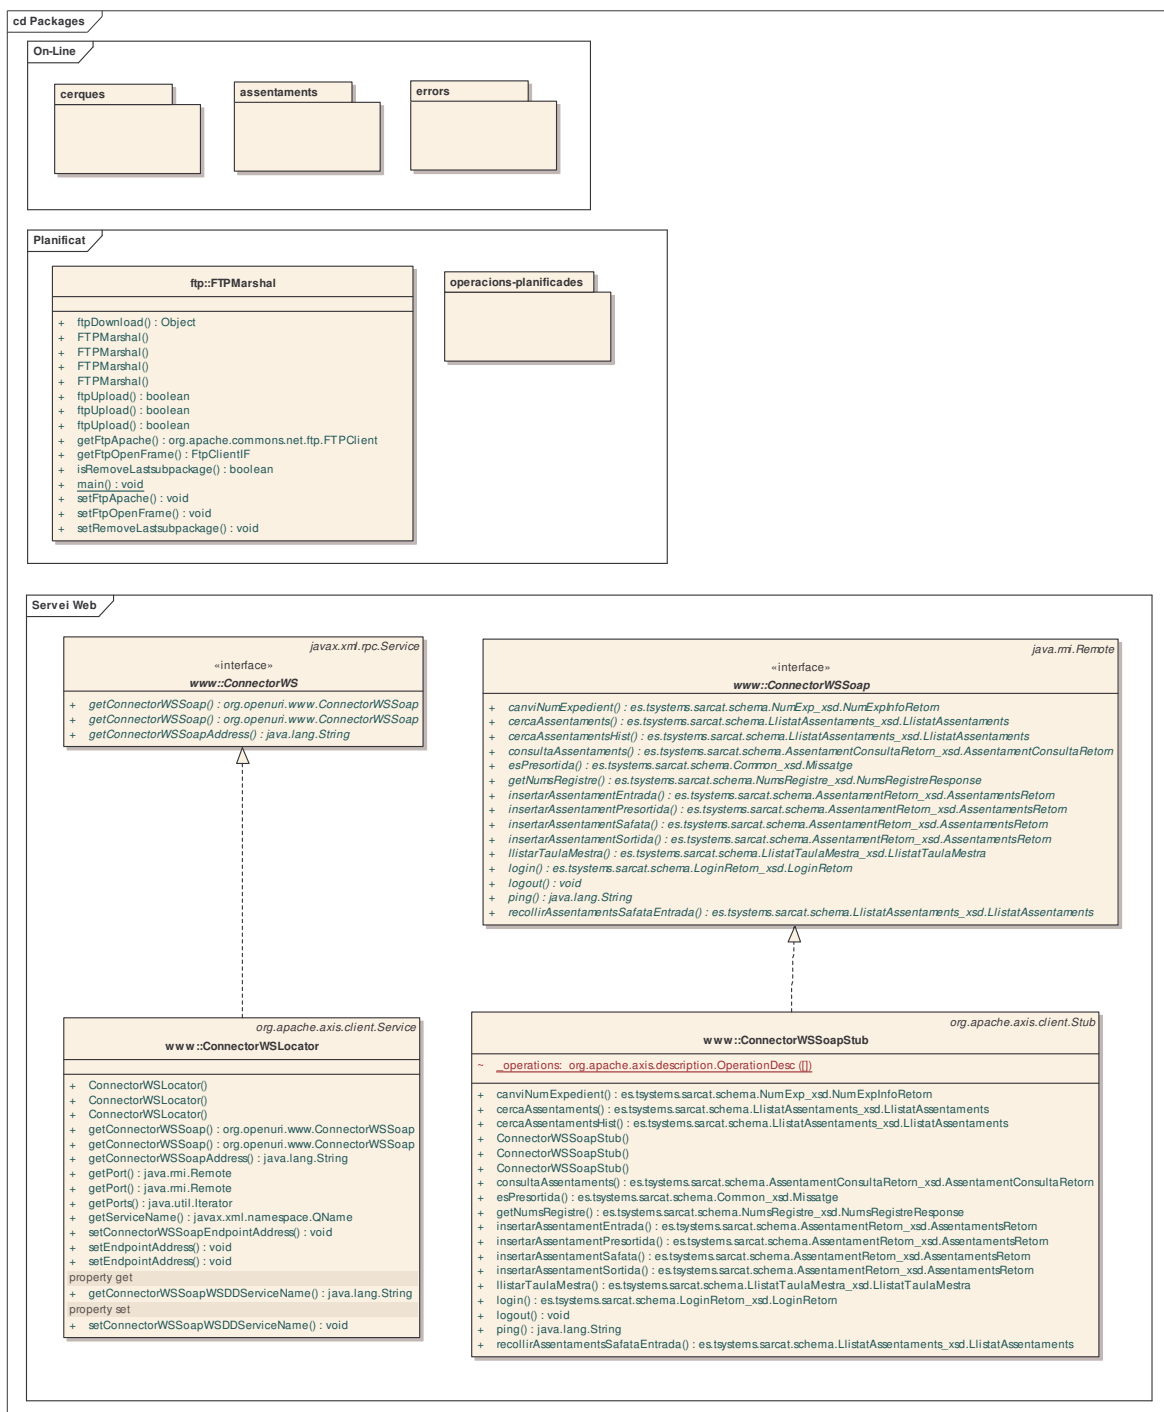 cd Packages
On-Line
cerques
assentaments
errors
Planificat
ftp::FTPMarshal
+ ftpDownload() : Object
+ FTPMarshal()
+ FTPMarshal()
+ FTPMarshal()
+ FTPMarshal()
+ ftpUpload() : boolean
+ ftpUpload() : boolean
+ ftpUpload() : boolean
+ getFtpApache() : org.apache.commons.net.ftp.FTPClient
+ getFtpOpenFrame() : FtpClientIF
+ isRemoveLastsubpackage() : boolean
+ main() : void
+ setFtpApache() : void
+ setFtpOpenFrame() : void
+ setRemoveLastsubpackage() : void
operacions-planificades
Servei Web
javax.xml.rpc.Service
«interface»
www::ConnectorWS
+ getConnectorWSSoap() : org.openuri.www.ConnectorWSSoap
+ getConnectorWSSoap() : org.openuri.www.ConnectorWSSoap
+ getConnectorWSSoapAddress() : java.lang.String
java.rmi.Remote
«interface»
www::ConnectorWSSoap
+ canviNumExpedient() : es.tsystems.sarcat.schema.NumExp_xsd.NumExpInfoRetorn
+ cercaAssentaments() : es.tsystems.sarcat.schema.LlistatAssentaments_xsd.LlistatAssentaments
+ cercaAssentamentsHist() : es.tsystems.sarcat.schema.LlistatAssentaments_xsd.LlistatAssentaments
+ consultaAssentaments() : es.tsystems.sarcat.schema.AssentamentConsultaRetorn_xsd.AssentamentConsultaRetorn
+ esPresortida() : es.tsystems.sarcat.schema.Common_xsd.Missatge
+ getNumsRegistre() : es.tsystems.sarcat.schema.NumsRegistre_xsd.NumsRegistreResponse
+ insertarAssentamentEntrada() : es.tsystems.sarcat.schema.AssentamentRetorn_xsd.AssentamentsRetorn
+ insertarAssentamentPresortida() : es.tsystems.sarcat.schema.AssentamentRetorn_xsd.AssentamentsRetorn
+ insertarAssentamentSafata() : es.tsystems.sarcat.schema.AssentamentRetorn_xsd.AssentamentsRetorn
+ insertarAssentamentSortida() : es.tsystems.sarcat.schema.AssentamentRetorn_xsd.AssentamentsRetorn
+ llistarTaulaMestra() : es.tsystems.sarcat.schema.LlistatTaulaMestra_xsd.LlistatTaulaMestra
+ login() : es.tsystems.sarcat.schema.LoginRetorn_xsd.LoginRetorn
+ logout() : void
+ ping() : java.lang.String
+ recollirAssentamentsSafataEntrada() : es.tsystems.sarcat.schema.LlistatAssentaments_xsd.LlistatAssentaments
org.apache.axis.client.Service
www::ConnectorWSLocator
+ ConnectorWSLocator()
+ ConnectorWSLocator()
+ ConnectorWSLocator()
+ getConnectorWSSoap() : org.openuri.www.ConnectorWSSoap
+ getConnectorWSSoap() : org.openuri.www.ConnectorWSSoap
+ getConnectorWSSoapAddress() : java.lang.String
+ getPort() : java.rmi.Remote
+ getPort() : java.rmi.Remote
+ getPorts() : java.util.Iterator
+ getServiceName() : javax.xml.namespace.QName
+ setConnectorWSSoapEndpointAddress() : void
+ setEndpointAddress() : void
+ setEndpointAddress() : void
property get
+ getConnectorWSSoapWSDDServiceName() : java.lang.String
property set
+ setConnectorWSSoapWSDDServiceName() : void
org.apache.axis.client.Stub
www::ConnectorWSSoapStub
~ _operations: org.apache.axis.description.OperationDesc ([])
+ canviNumExpedient() : es.tsystems.sarcat.schema.NumExp_xsd.NumExpInfoRetorn
+ cercaAssentaments() : es.tsystems.sarcat.schema.LlistatAssentaments_xsd.LlistatAssentaments
+ cercaAssentamentsHist() : es.tsystems.sarcat.schema.LlistatAssentaments_xsd.LlistatAssentaments
+ ConnectorWSSoapStub()
+ ConnectorWSSoapStub()
+ ConnectorWSSoapStub()
+ consultaAssentaments() : es.tsystems.sarcat.schema.AssentamentConsultaRetorn_xsd.AssentamentConsultaRetorn
+ esPresortida() : es.tsystems.sarcat.schema.Common_xsd.Missatge
+ getNumsRegistre() : es.tsystems.sarcat.schema.NumsRegistre_xsd.NumsRegistreResponse
+ insertarAssentamentEntrada() : es.tsystems.sarcat.schema.AssentamentRetorn_xsd.AssentamentsRetorn
+ insertarAssentamentPresortida() : es.tsystems.sarcat.schema.AssentamentRetorn_xsd.AssentamentsRetorn
+ insertarAssentamentSafata() : es.tsystems.sarcat.schema.AssentamentRetorn_xsd.AssentamentsRetorn
+ insertarAssentamentSortida() : es.tsystems.sarcat.schema.AssentamentRetorn_xsd.AssentamentsRetorn
+ llistarTaulaMestra() : es.tsystems.sarcat.schema.LlistatTaulaMestra_xsd.LlistatTaulaMestra
+ login() : es.tsystems.sarcat.schema.LoginRetorn_xsd.LoginRetorn
+ logout() : void
+ ping() : java.lang.String
+ recollirAssentamentsSafataEntrada() : es.tsystems.sarcat.schema.LlistatAssentaments_xsd.LlistatAssentaments